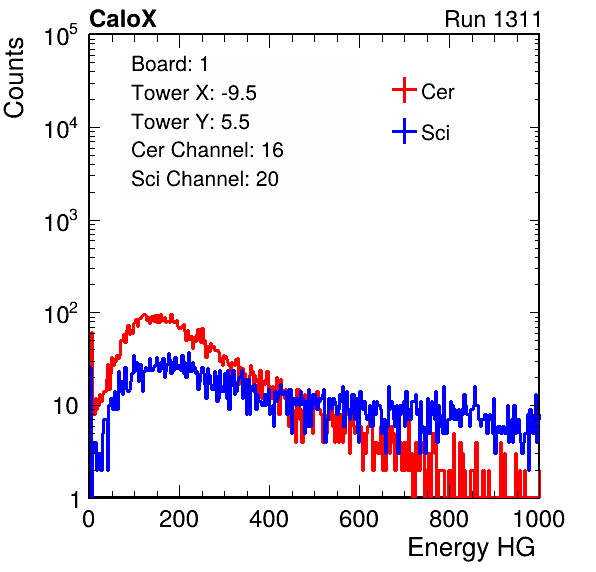 CaloX Run 1311
Counts
10^5
10^4
10^3
10^2
10
1
Board: 1
Tower X: -9.5
Tower Y: 5.5
Cer Channel: 16
Sci Channel: 20
Cer
Sci
0 200 400 600 800 1000
Energy HG